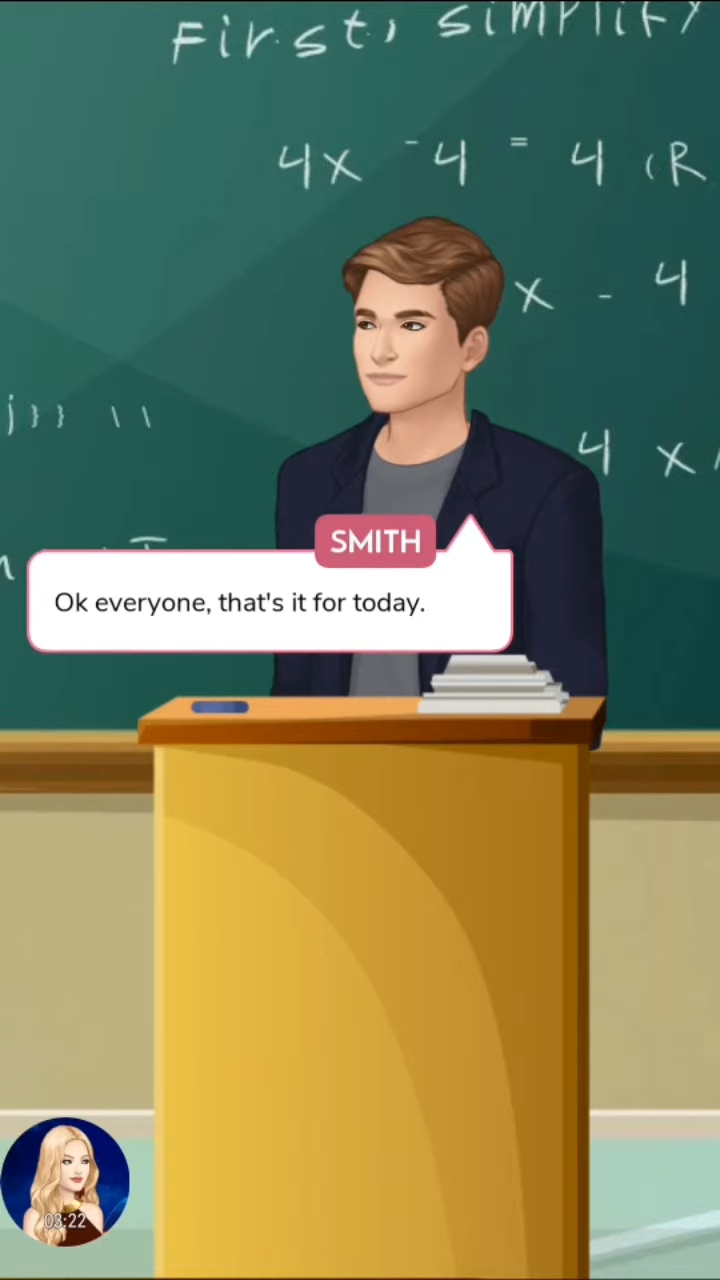 First, simplify
4x - 4 = 4 (R
x - 4
j}} \\
4 x
SMITH
Ok everyone, that's it for today.
03:22